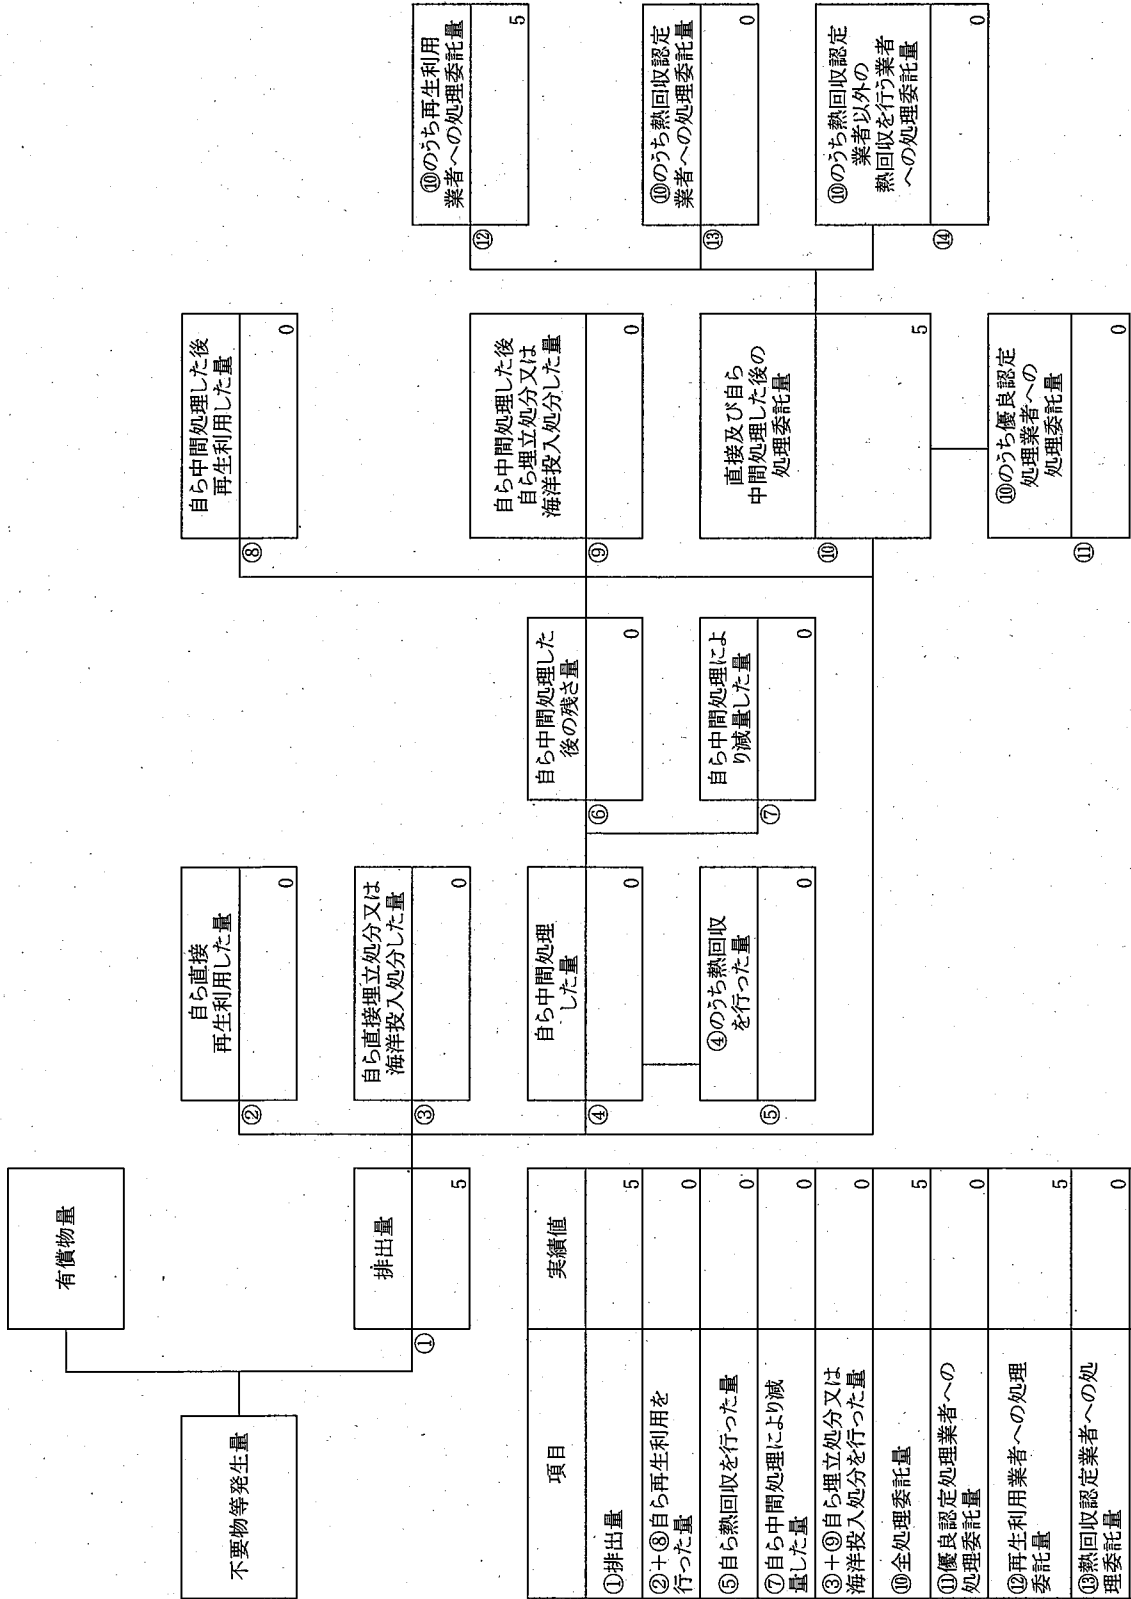 不要物等発生量
有償物量
排出量
①
5
自ら直接
再生利用した量
②
0
自ら直接埋立処分又は
海洋投入処分した量
③
0
自ら中間処理
した量
④
0
④のうち熱回収
を行った量
⑤
0
自ら中間処理した
後の残さ量
⑥
0
自ら中間処理によ
り減量した量
⑦
0
自ら中間処理した後
再生利用した量
⑧
0
自ら中間処理した後
自ら埋立処分又は
海洋投入処分した量
⑨
0
直接及び自ら
中間処理した後の
処理委託量
⑩
5
⑩のうち優良認定
処理業者への
処理委託量
⑪
0
⑩のうち再生利用
業者への処理委託量
⑫
5
⑩のうち熱回収認定
業者への処理委託量
⑬
0
⑩のうち熱回収認定
業者以外の
熱回収を行う業者
への処理委託量
⑭
0
項目
実績値
①排出量
5
②+⑧自ら再生利用を
行った量
0
⑤自ら熱回収を行った量
0
⑦自ら中間処理により減
量した量
0
③+⑨自ら埋立処分又は
海洋投入処分を行った量
0
⑩全処理委託量
5
⑪優良認定処理業者への
処理委託量
0
⑫再生利用業者への処理
委託量
5
⑬熱回収認定業者への処
理委託量
0